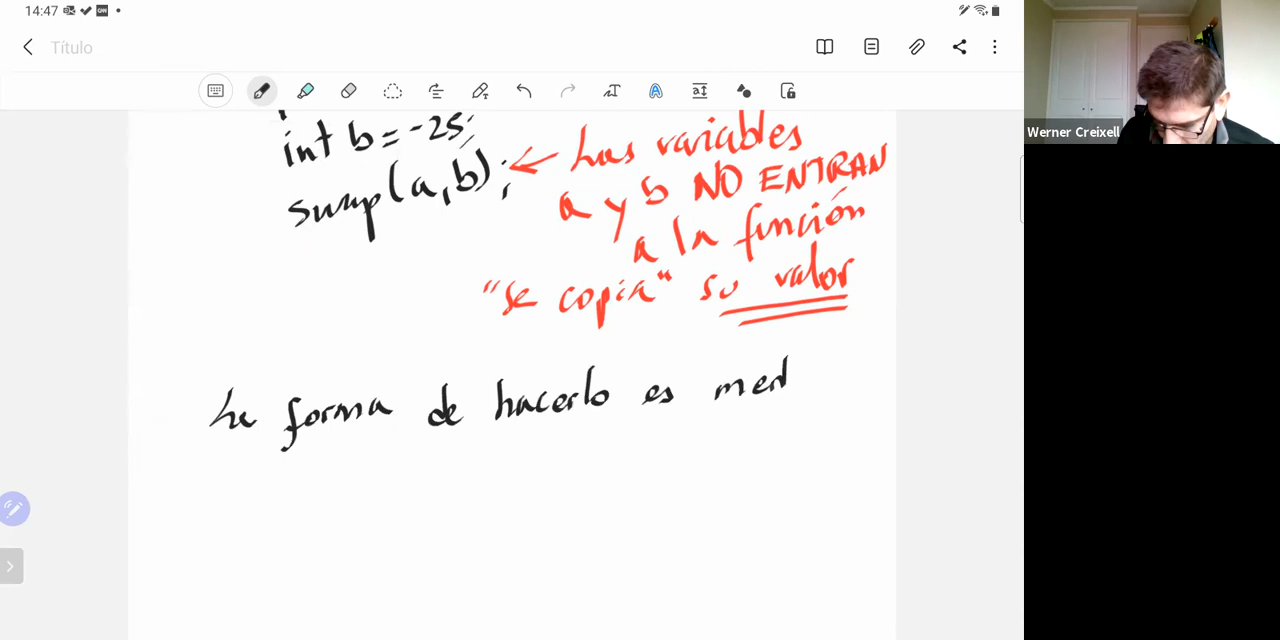 14:47
Título
Werner Creixell
int b = -25;
swap(a,b); ← Las variables
a y b NO ENTRAN
a la función
"se copia" su valor
La forma de hacerlo es med